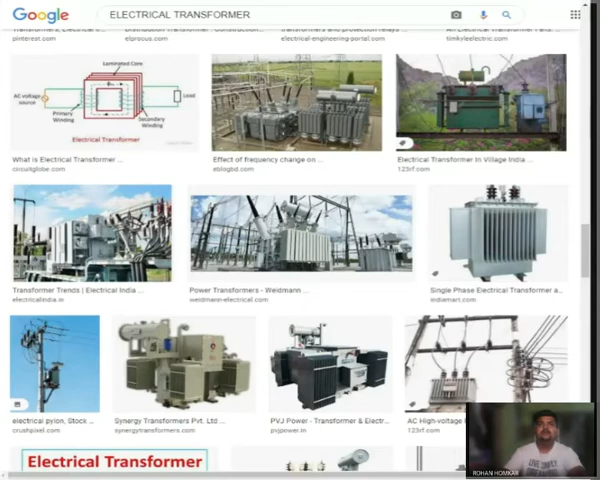 Google
ELECTRICAL TRANSFORMER
pinterest.com
elprocus.com
electrical-engineering-portal.com
timkyleelectric.com
Laminated Core
AC voltage
source
Load
Primary
Winding
Secondary
Winding
Electrical Transformer
What is Electrical Transformer ...
circuitglobe.com
Effect of frequency change on ...
eblogbd.com
Electrical Transformer In Village India ...
123rf.com
Transformer Trends | Electrical India ...
electricalindia.in
Power Transformers - Weidmann ...
weidmann-electrical.com
Single Phase Electrical Transformer a...
indiamart.com
electrical pylon, Stock ...
crushpixel.com
Synergy Transformers Pvt. Ltd ...
synergytransformers.com
PVJ Power - Transformer & Electr...
pvjpower.in
AC High-voltage
123rf.com
Electrical Transformer
LIVE SIMPLY
ROHAN HOMKAR